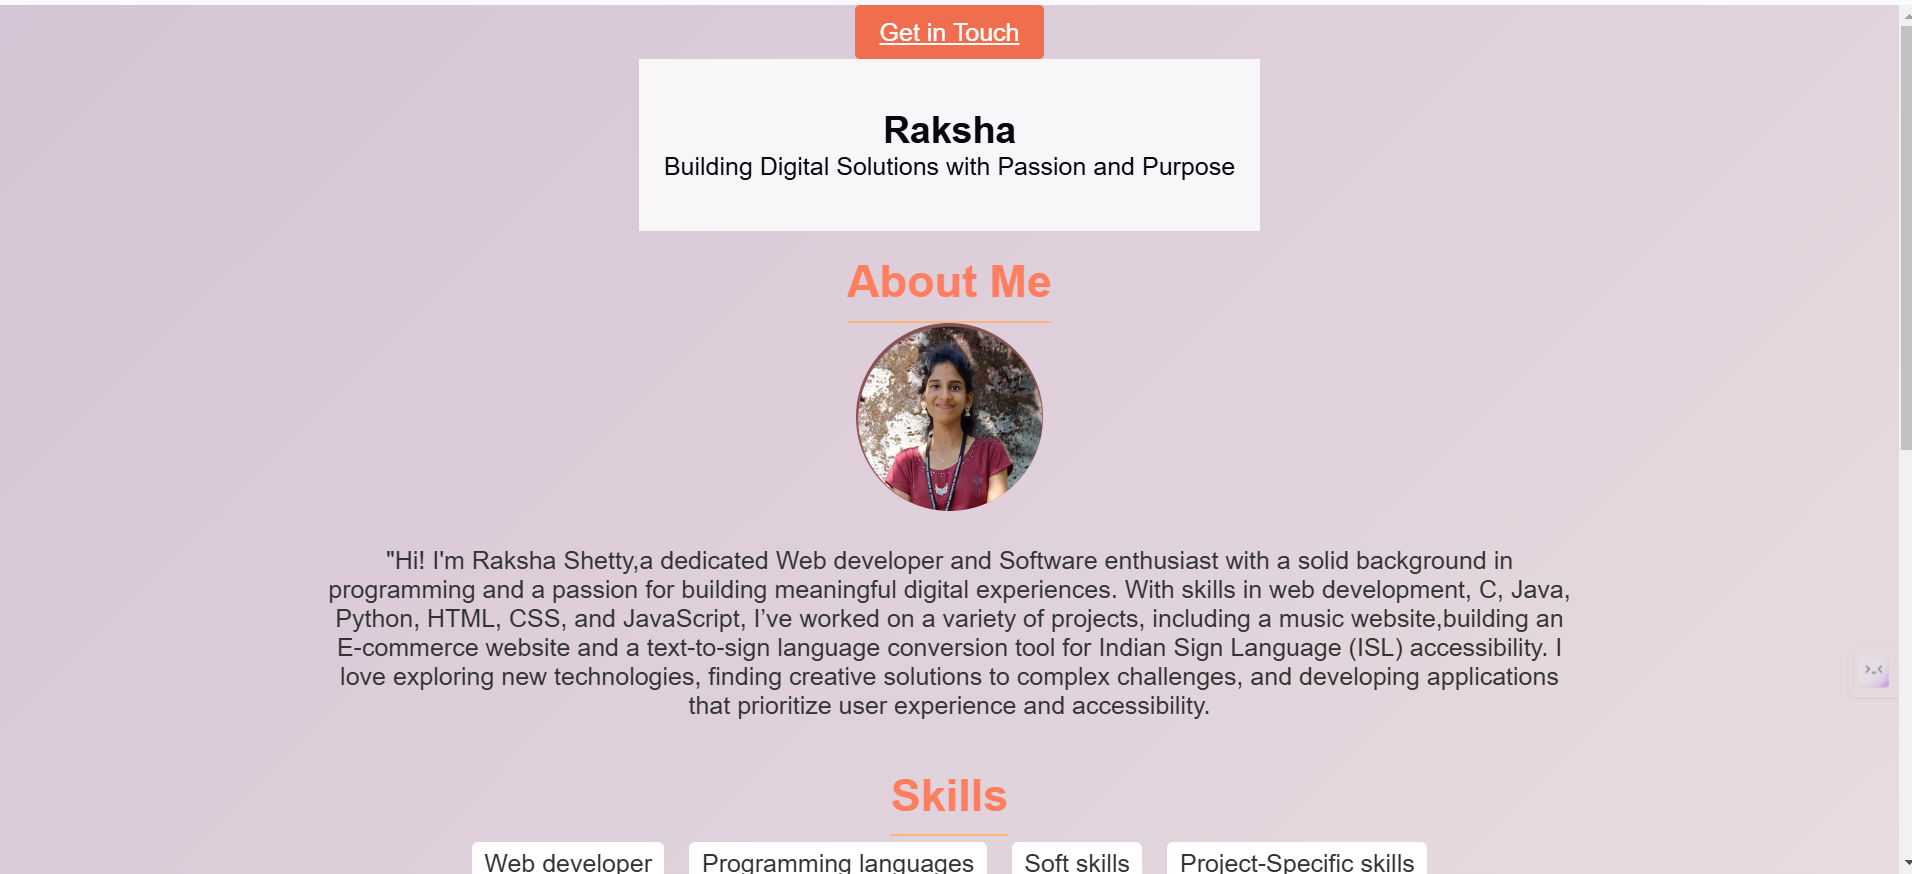 Get in Touch
Raksha
Building Digital Solutions with Passion and Purpose
About Me
"Hi! I'm Raksha Shetty,a dedicated Web developer and Software enthusiast with a solid background in
programming and a passion for building meaningful digital experiences. With skills in web development, C, Java,
Python, HTML, CSS, and JavaScript, I’ve worked on a variety of projects, including a music website,building an
E-commerce website and a text-to-sign language conversion tool for Indian Sign Language (ISL) accessibility. I
love exploring new technologies, finding creative solutions to complex challenges, and developing applications
that prioritize user experience and accessibility.
Skills
Web developer Programming languages Soft skills Project-Specific skills